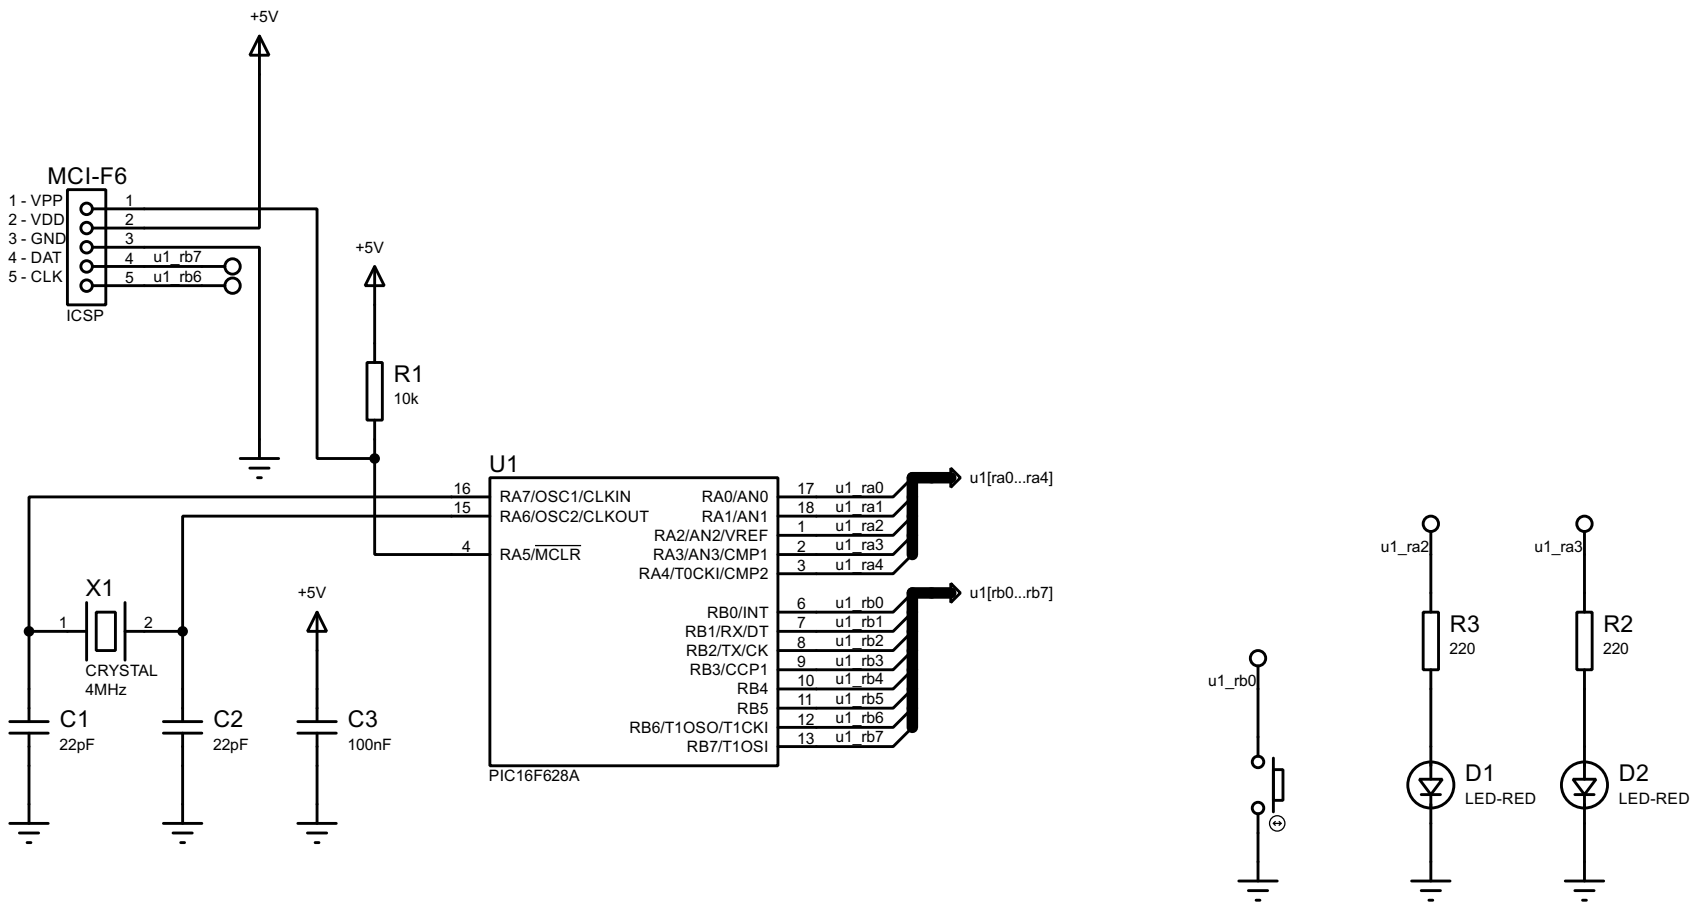 +5V
MCI-F6
1 - VPP
2 - VDD
3 - GND
4 - DAT
5 - CLK
1
2
3
4 u1_rb7
5 u1_rb6
ICSP
+5V
R1
10k
U1
16 RA7/OSC1/CLKIN
15 RA6/OSC2/CLKOUT
4 RA5/MCLR
RA0/AN0 17 u1_ra0
RA1/AN1 18 u1_ra1
RA2/AN2/VREF 1 u1_ra2
RA3/AN3/CMP1 2 u1_ra3
RA4/T0CKI/CMP2 3 u1_ra4
RB0/INT 6 u1_rb0
RB1/RX/DT 7 u1_rb1
RB2/TX/CK 8 u1_rb2
RB3/CCP1 9 u1_rb3
RB4 10 u1_rb4
RB5 11 u1_rb5
RB6/T1OSO/T1CKI 12 u1_rb6
RB7/T1OSI 13 u1_rb7
PIC16F628A
u1[ra0...ra4]
u1[rb0...rb7]
X1
1 2
CRYSTAL
4MHz
C1
22pF
C2
22pF
+5V
C3
100nF
u1_rb0
u1_ra2
R3
220
D1
LED-RED
u1_ra3
R2
220
D2
LED-RED